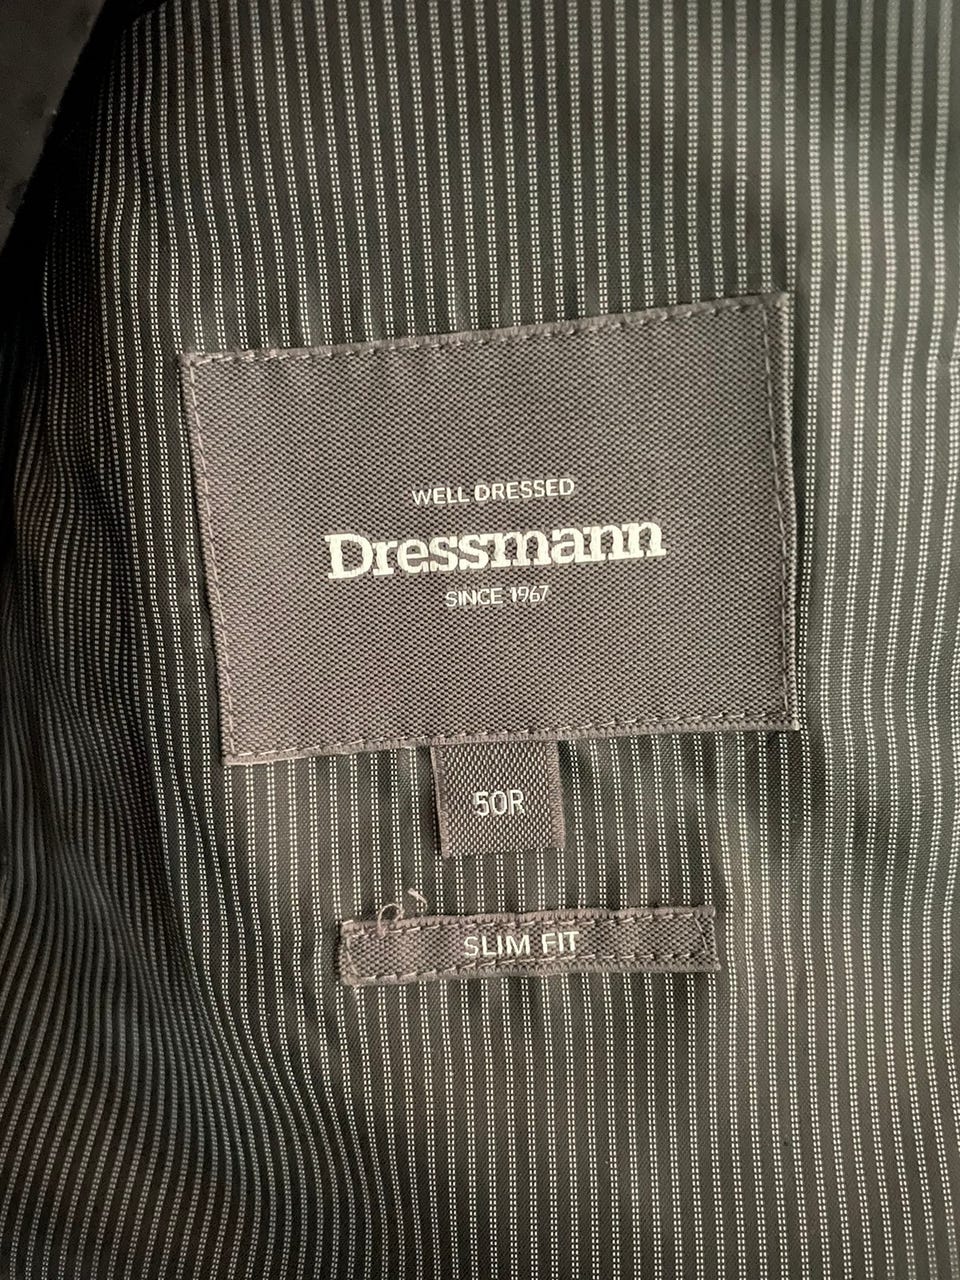 WELL DRESSED
Dressmann
SINCE 1967
50R
SLIM FIT